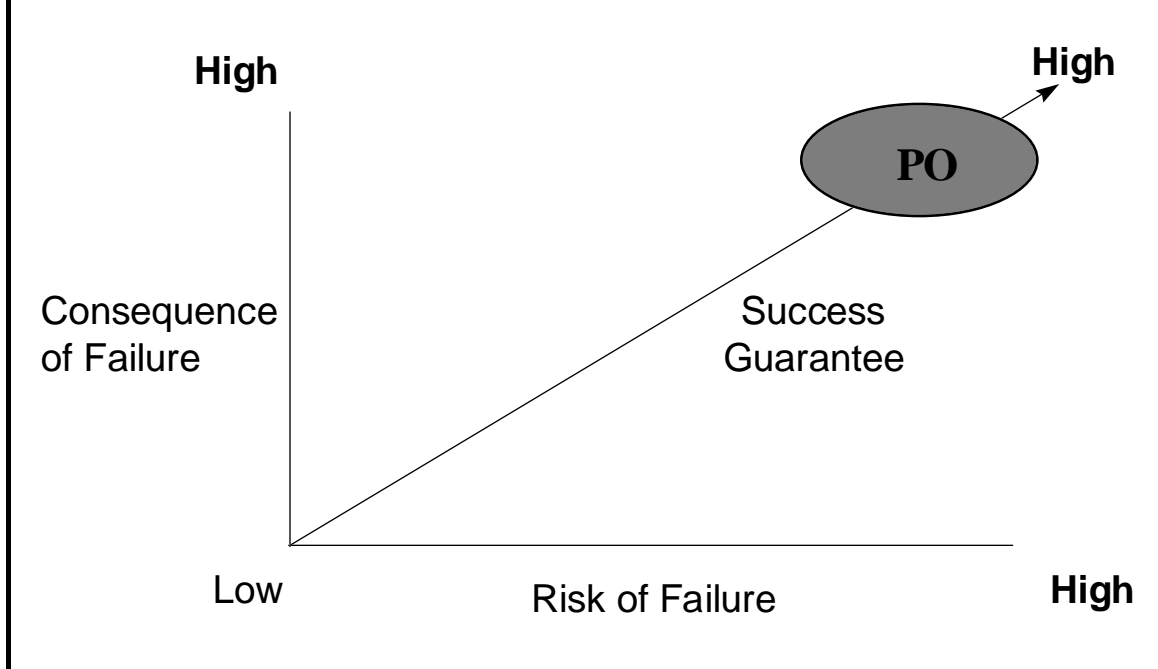 High
High
PO
Consequence
of Failure
Success
Guarantee
Low
Risk of Failure
High